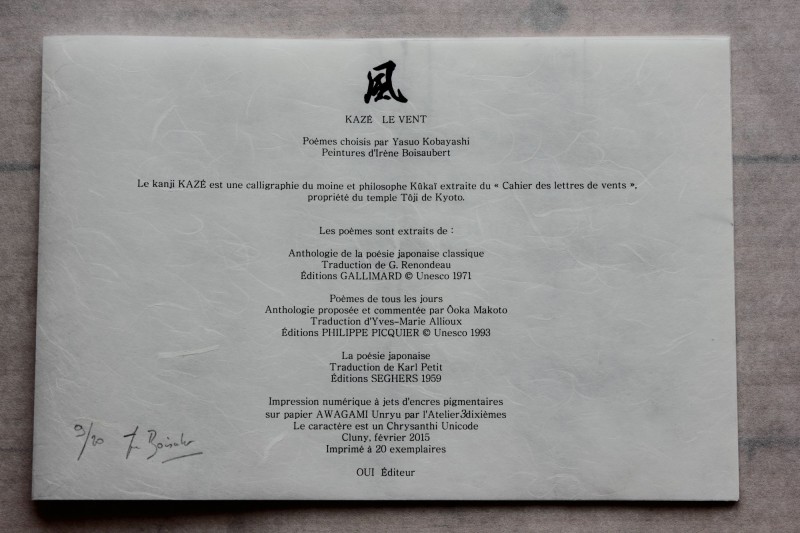 風
KAZÉ LE VENT
Poèmes choisis par Yasuo Kobayashi
Peintures d'Irène Boisaubert
Le kanji KAZÉ est une calligraphie du moine et philosophe Kûkaï extraite du « Cahier des lettres de vents »,
propriété du temple Tôji de Kyoto.
Les poèmes sont extraits de :
Anthologie de la poésie japonaise classique
Traduction de G. Renondeau
Éditions GALLIMARD © Unesco 1971
Poèmes de tous les jours
Anthologie proposée et commentée par Ôoka Makoto
Traduction d'Yves-Marie Allioux
Éditions PHILIPPE PICQUIER © Unesco 1993
La poésie japonaise
Traduction de Karl Petit
Éditions SEGHERS 1959
Impression numérique à jets d'encres pigmentaires
sur papier AWAGAMI Unryu par l'Atelier3dixièmes
Le caractère est un Chrysanthi Unicode
Cluny, février 2015
Imprimé à 20 exemplaires
OUI Éditeur
9/20